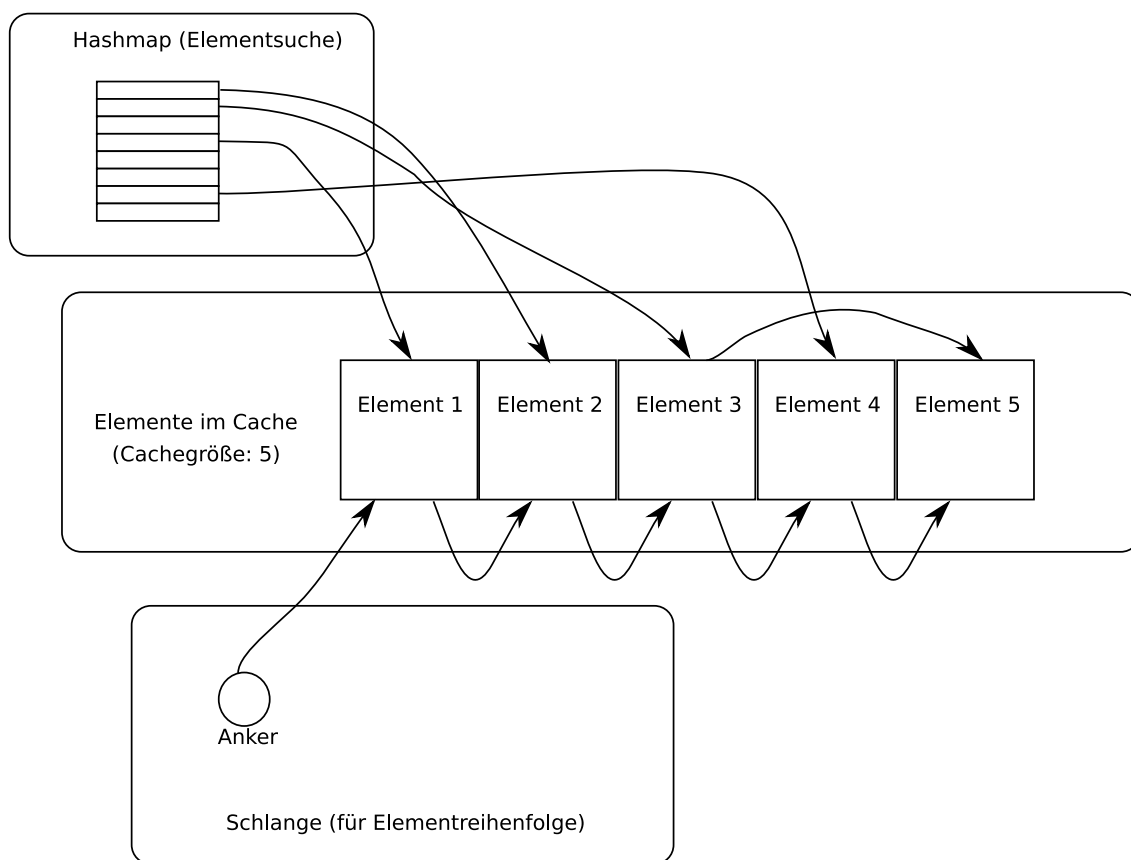 Hashmap (Elementsuche)
Element 1
Element 2
Element 3
Element 4
Element 5
Elemente im Cache
(Cachegröße: 5)
Anker
Schlange (für Elementreihenfolge)